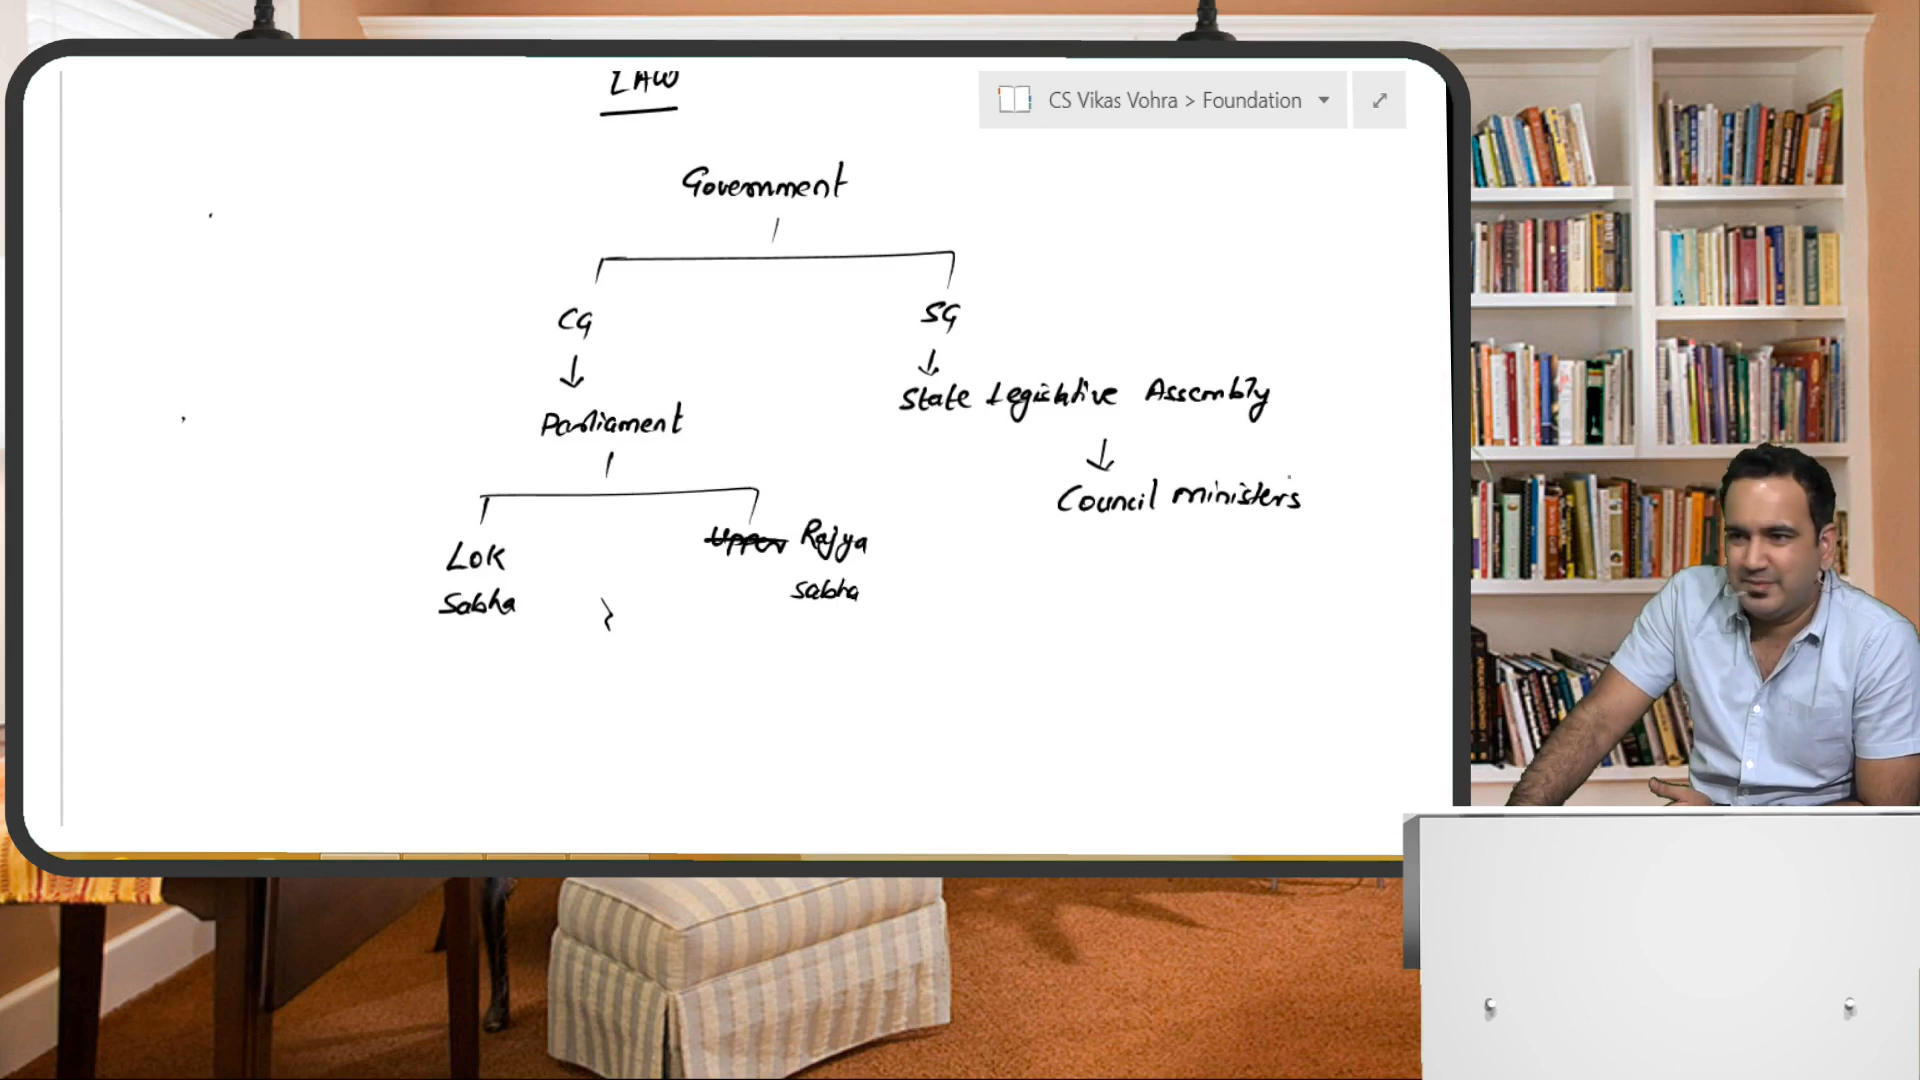 LAW
CS Vikas Vohra > Foundation
Government
CG
SG
Parliament
State Legislative Assembly
Council ministers
Lok
Sabha
Upper Rajya
Sabha